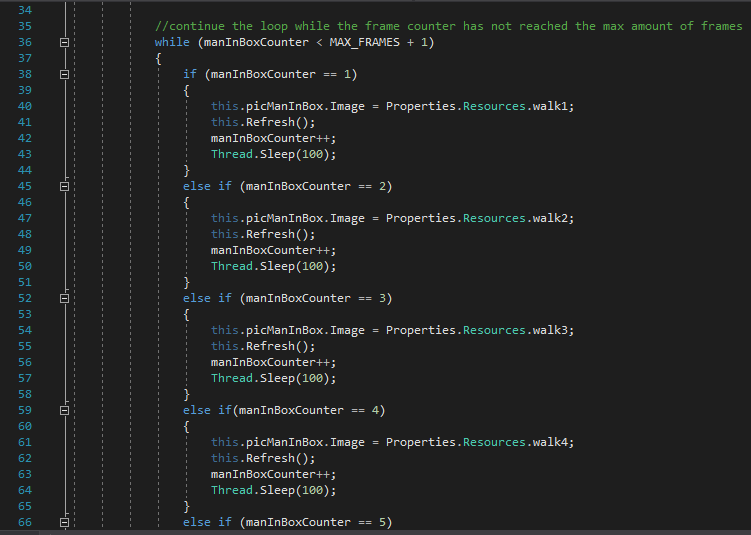 34
35 //continue the loop while the frame counter has not reached the max amount of frames
36 while (manInBoxCounter < MAX_FRAMES + 1)
37 {
38 if (manInBoxCounter == 1)
39 {
40 this.picManInBox.Image = Properties.Resources.walk1;
41 this.Refresh();
42 manInBoxCounter++;
43 Thread.Sleep(100);
44 }
45 else if (manInBoxCounter == 2)
46 {
47 this.picManInBox.Image = Properties.Resources.walk2;
48 this.Refresh();
49 manInBoxCounter++;
50 Thread.Sleep(100);
51 }
52 else if (manInBoxCounter == 3)
53 {
54 this.picManInBox.Image = Properties.Resources.walk3;
55 this.Refresh();
56 manInBoxCounter++;
57 Thread.Sleep(100);
58 }
59 else if(manInBoxCounter == 4)
60 {
61 this.picManInBox.Image = Properties.Resources.walk4;
62 this.Refresh();
63 manInBoxCounter++;
64 Thread.Sleep(100);
65 }
66 else if (manInBoxCounter == 5)